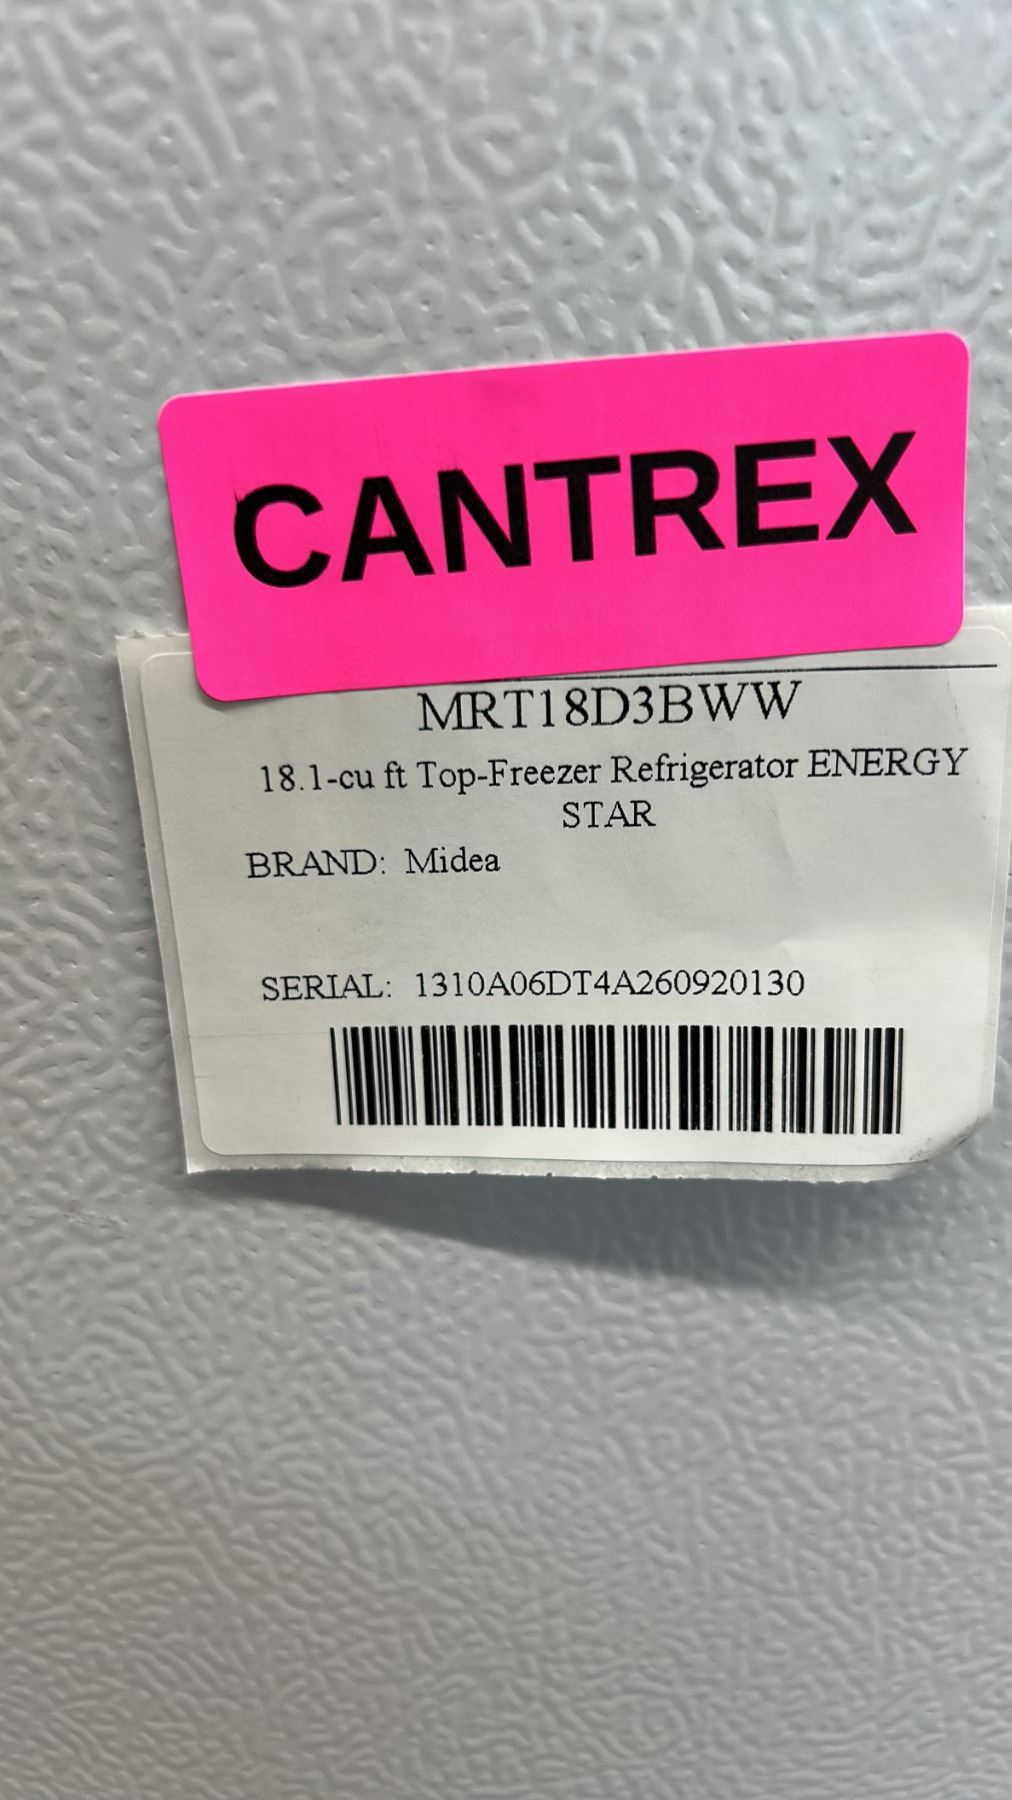 CANTREX
MRT18D3BWW
18.1-cu ft Top-Freezer Refrigerator ENERGY
STAR
BRAND: Midea
SERIAL: 1310A06DT4A260920130